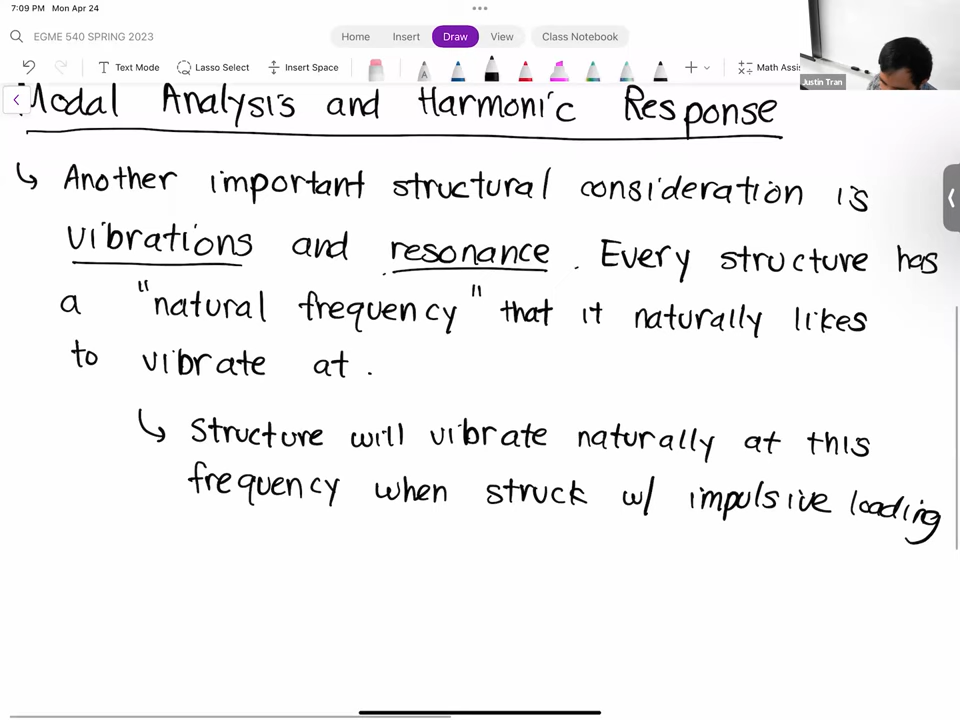 7:09 PM Mon Apr 24
EGME 540 SPRING 2023
Home Insert Draw View Class Notebook
Text Mode Lasso Select Insert Space Math Assis
Justin Tran
Modal Analysis and Harmonic Response
↳ Another important structural consideration is
vibrations and resonance. Every structure has
a "natural frequency" that it naturally likes
to vibrate at.
↳ Structure will vibrate naturally at this
frequency when struck w/ impulsive loading